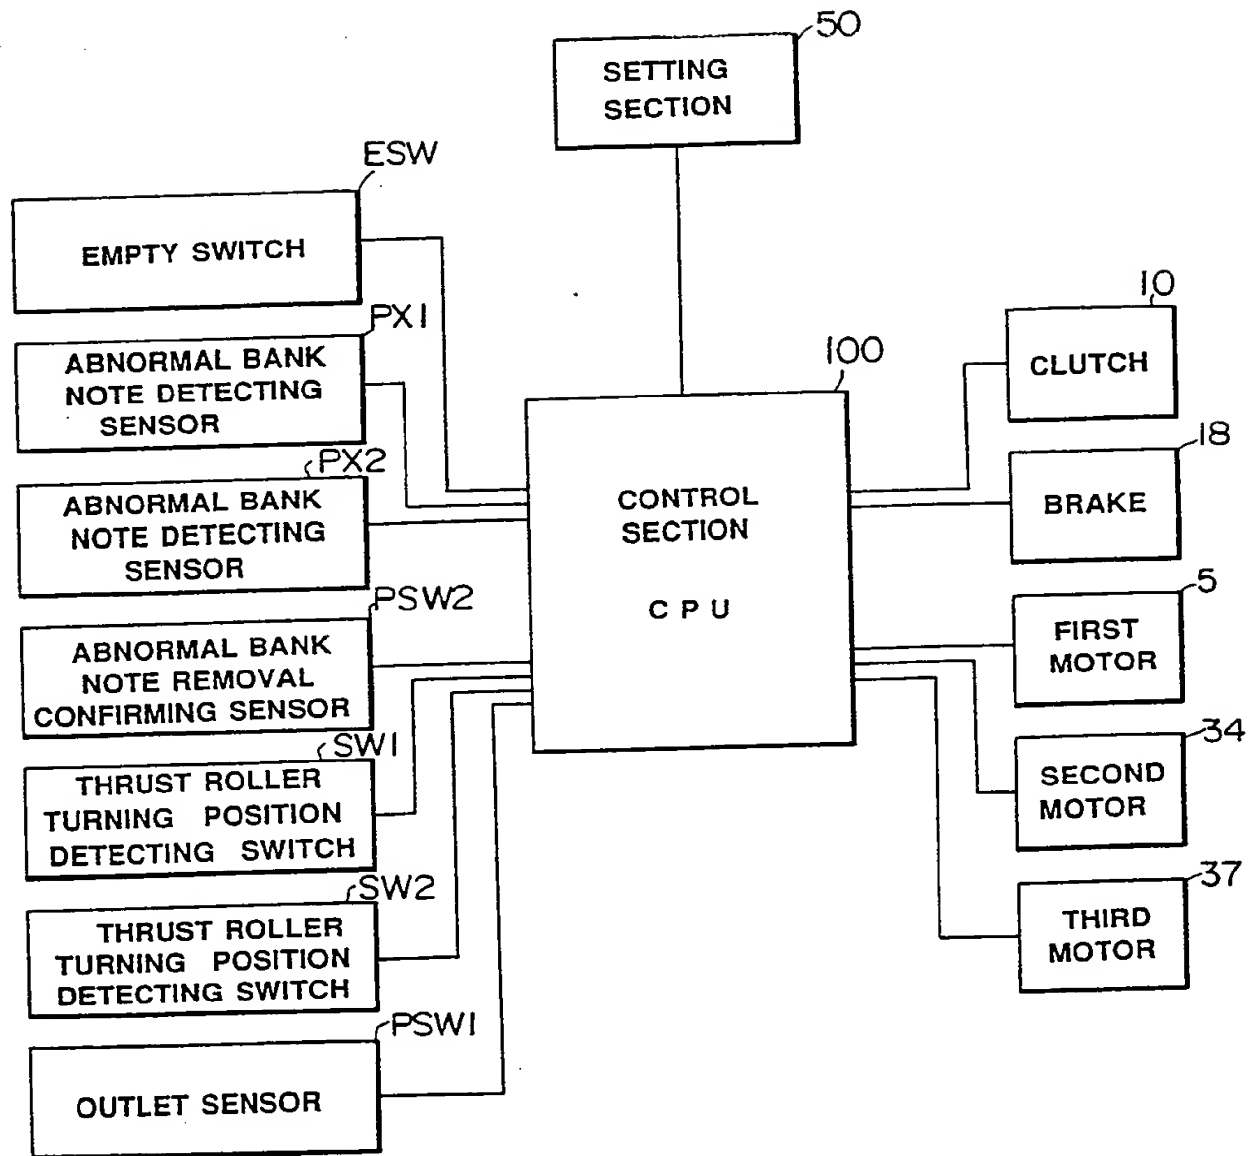 50
SETTING
SECTION
ESW
EMPTY SWITCH
PX1
ABNORMAL BANK
NOTE DETECTING
SENSOR
PX2
ABNORMAL BANK
NOTE DETECTING
SENSOR
PSW2
ABNORMAL BANK
NOTE REMOVAL
CONFIRMING SENSOR
SW1
THRUST ROLLER
TURNING POSITION
DETECTING SWITCH
SW2
THRUST ROLLER
TURNING POSITION
DETECTING SWITCH
PSW1
OUTLET SENSOR
100
CONTROL
SECTION
C P U
10
CLUTCH
18
BRAKE
5
FIRST
MOTOR
34
SECOND
MOTOR
37
THIRD
MOTOR